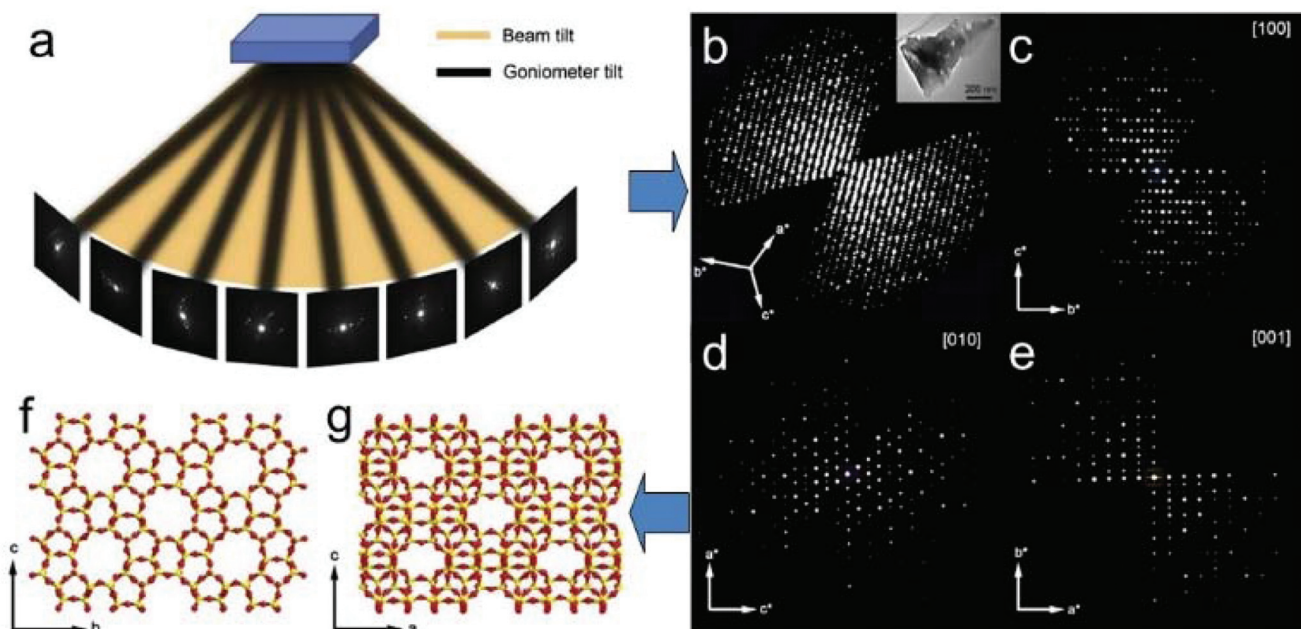 a
Beam tilt
Goniometer tilt
b
200 nm
a*
b*
c*
c
[100]
c*
b*
d
[010]
a*
c*
e
[001]
b*
a*
f
c
b
g
c
a